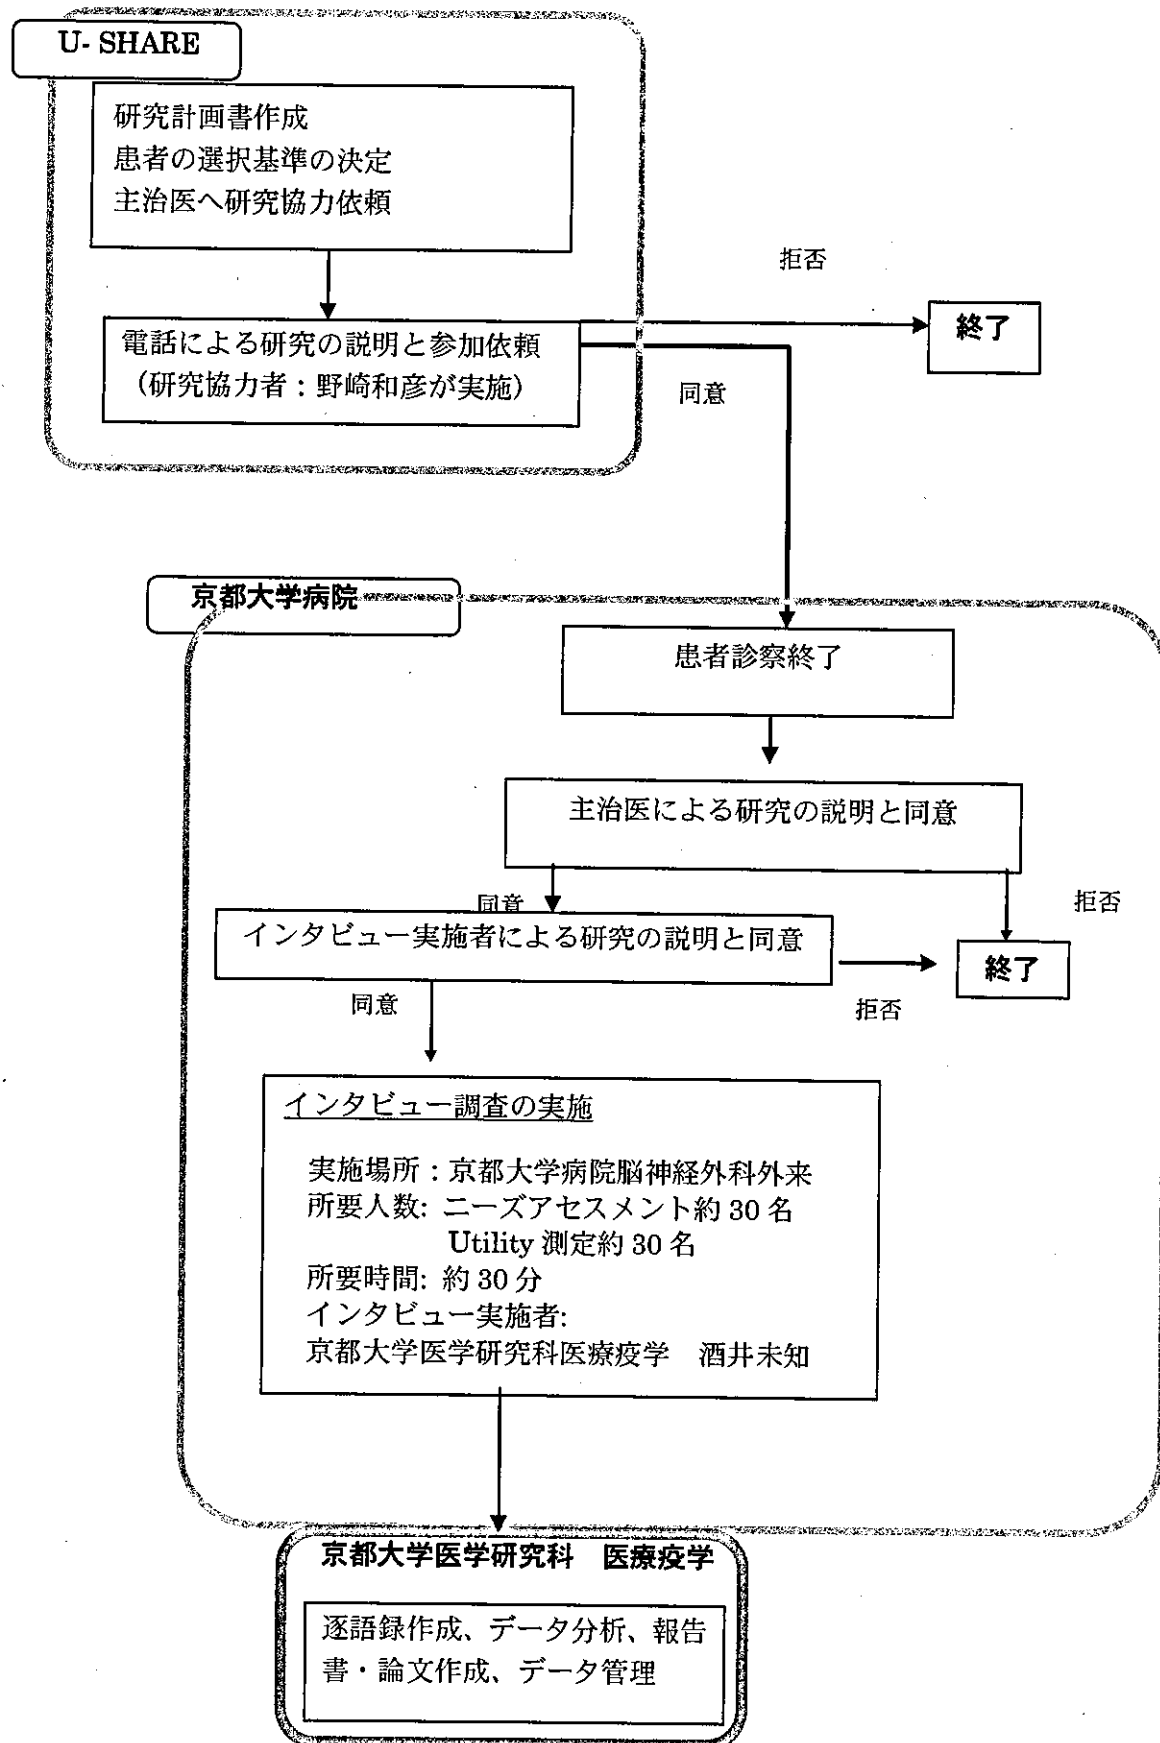 U- SHARE
研究計画書作成
患者の選択基準の決定
主治医へ研究協力依頼
拒否
終了
電話による研究の説明と参加依頼
（研究協力者：野崎和彦が実施）
同意
京都大学病院
患者診察終了
主治医による研究の説明と同意
同意
拒否
インタビュー実施者による研究の説明と同意
終了
同意
拒否
インタビュー調査の実施
実施場所：京都大学病院脳神経外科外来
所要人数: ニーズアセスメント約 30 名
Utility 測定約 30 名
所要時間: 約 30 分
インタビュー実施者:
京都大学医学研究科医療疫学　酒井未知
京都大学医学研究科　医療疫学
逐語録作成、データ分析、報告
書・論文作成、データ管理